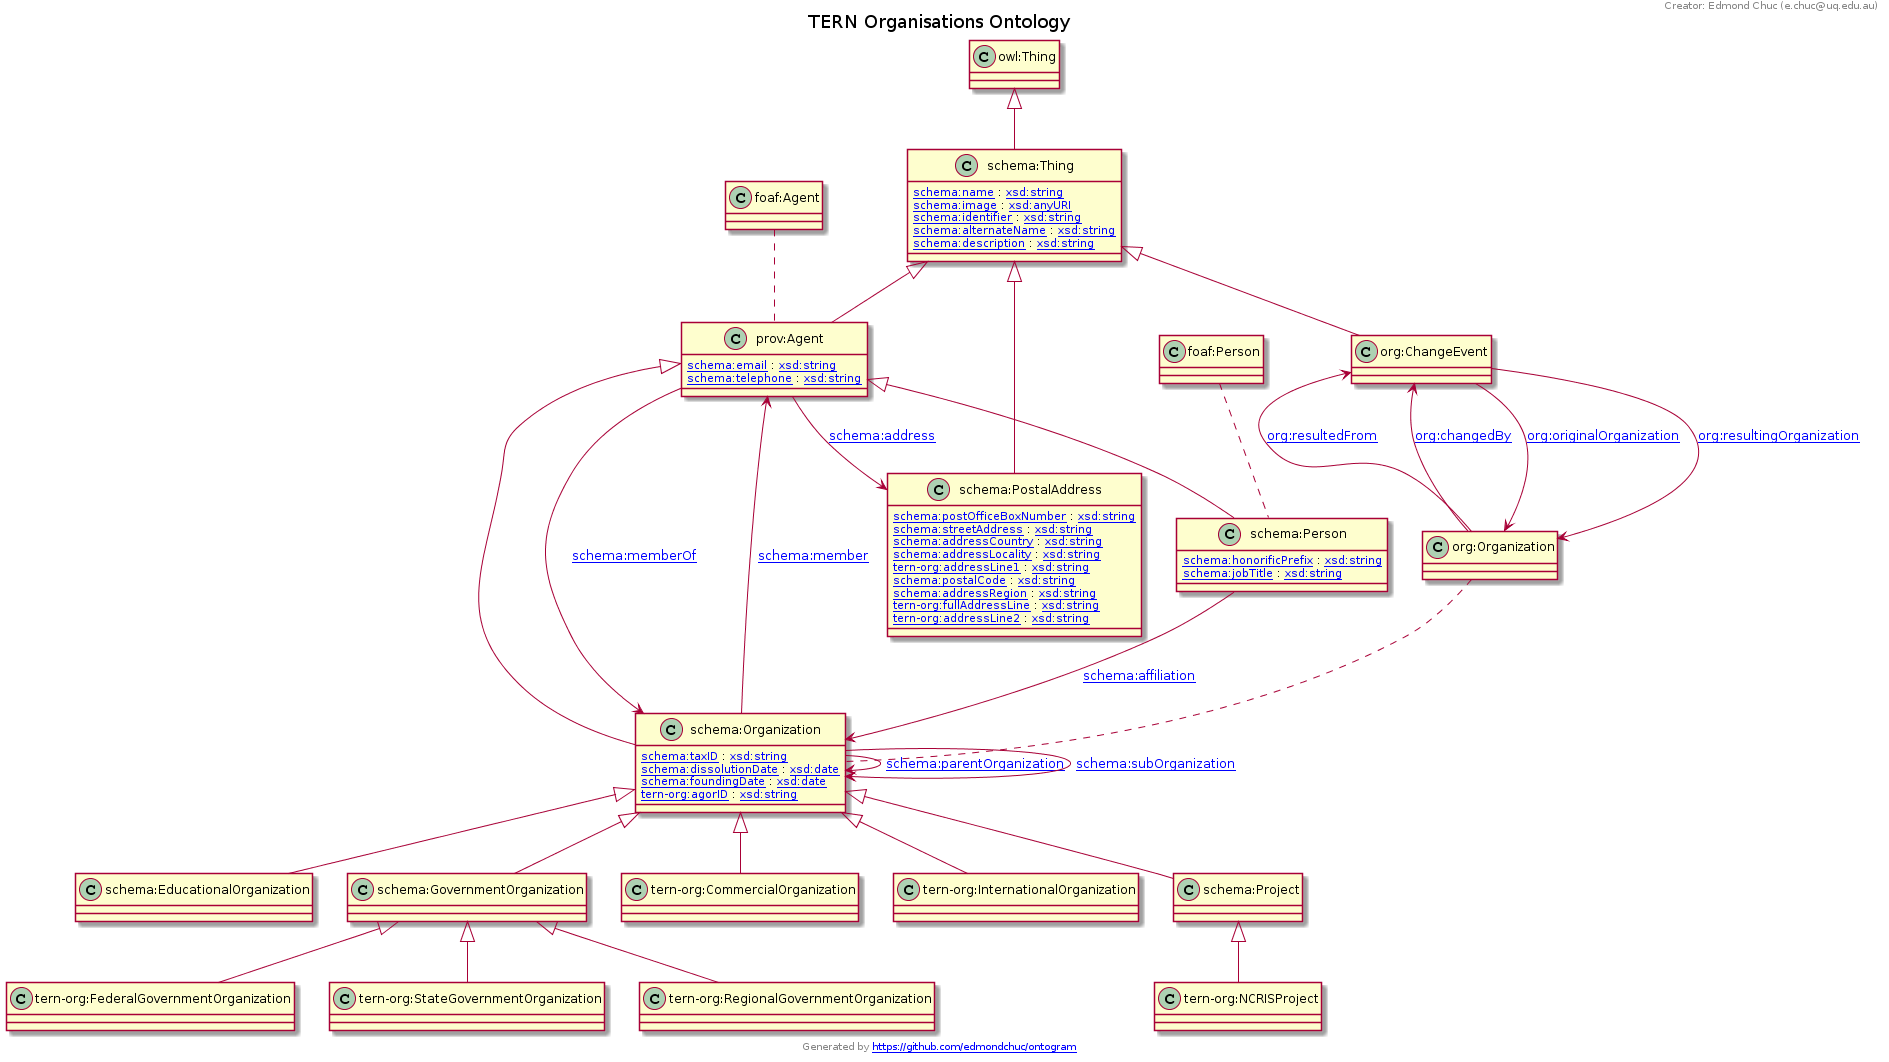 Creator: Edmond Chuc (e.chuc@uq.edu.au)
TERN Organisations Ontology
C owl:Thing
C schema:Thing
schema:name : xsd:string
schema:image : xsd:anyURI
schema:identifier : xsd:string
schema:alternateName : xsd:string
schema:description : xsd:string
C foaf:Agent
C prov:Agent
schema:email : xsd:string
schema:telephone : xsd:string
C foaf:Person
C org:ChangeEvent
schema:address
org:resultedFrom
org:changedBy
org:originalOrganization
org:resultingOrganization
C schema:PostalAddress
schema:postOfficeBoxNumber : xsd:string
schema:streetAddress : xsd:string
schema:addressCountry : xsd:string
schema:addressLocality : xsd:string
tern-org:addressLine1 : xsd:string
schema:postalCode : xsd:string
schema:addressRegion : xsd:string
tern-org:fullAddressLine : xsd:string
tern-org:addressLine2 : xsd:string
C schema:Person
schema:honorificPrefix : xsd:string
schema:jobTitle : xsd:string
C org:Organization
schema:memberOf
schema:member
schema:affiliation
C schema:Organization
schema:taxID : xsd:string
schema:dissolutionDate : xsd:date
schema:foundingDate : xsd:date
tern-org:agorID : xsd:string
schema:parentOrganization
schema:subOrganization
C schema:EducationalOrganization
C schema:GovernmentOrganization
C tern-org:CommercialOrganization
C tern-org:InternationalOrganization
C schema:Project
C tern-org:FederalGovernmentOrganization
C tern-org:StateGovernmentOrganization
C tern-org:RegionalGovernmentOrganization
C tern-org:NCRISProject
Generated by https://github.com/edmondchuc/ontogram